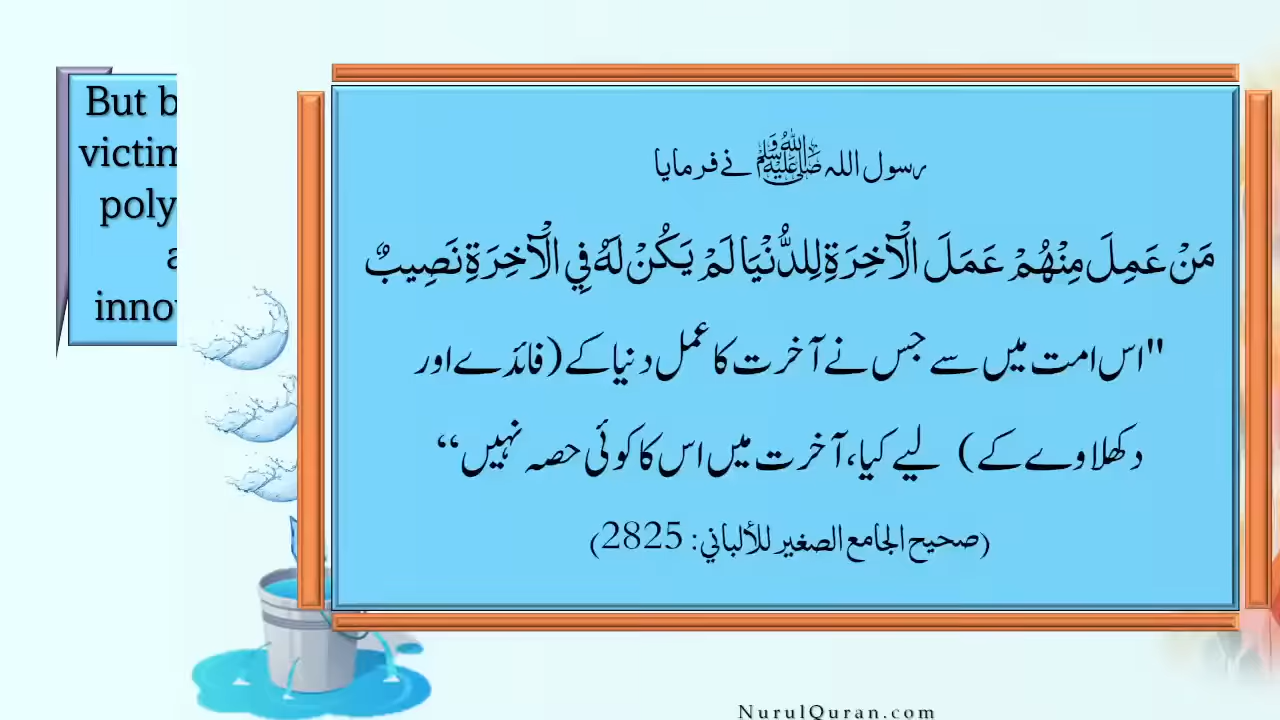 But b
victim
poly
a
inno
رسول اللہ ﷺ نے فرمایا
مَنْ عَمِلَ مِنْهُمْ عَمَلَ الْآخِرَةِ لِلدُّنْيَا لَمْ يَكُنْ لَهُ فِي الْآخِرَةِ نَصِيبٌ
"اس امت میں سے جس نے آخرت کا عمل دنیا کے (فائدے اور
دکھلاوے کے) لیے کیا، آخرت میں اس کا کوئی حصہ نہیں“
(صحيح الجامع الصغير للألباني: 2825)
NurulQuran.com